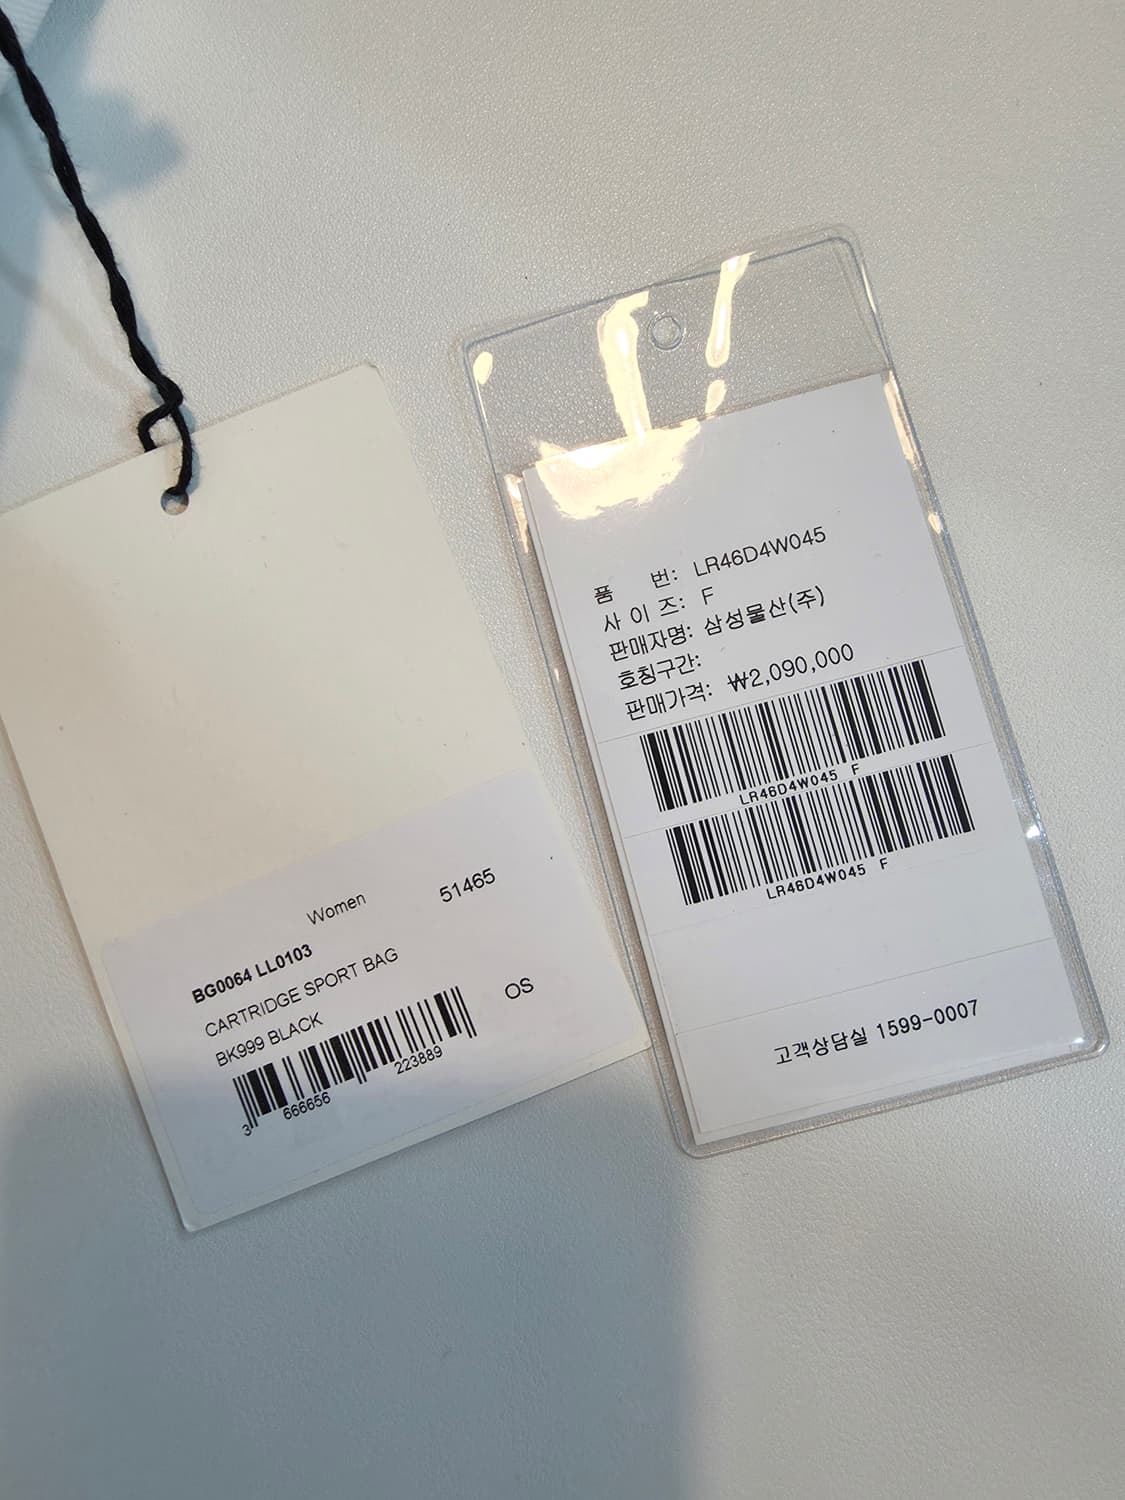 Women 51465
BG0064 LL0103
CARTRIDGE SPORT BAG
BK999 BLACK OS
3 666656 223889
품 번: LR46D4W045
사 이 즈: F
판매자명: 삼성물산(주)
호칭구간:
판매가격: ₩2,090,000
LR46D4W045 F
LR46D4W045 F
고객상담실 1599-0007